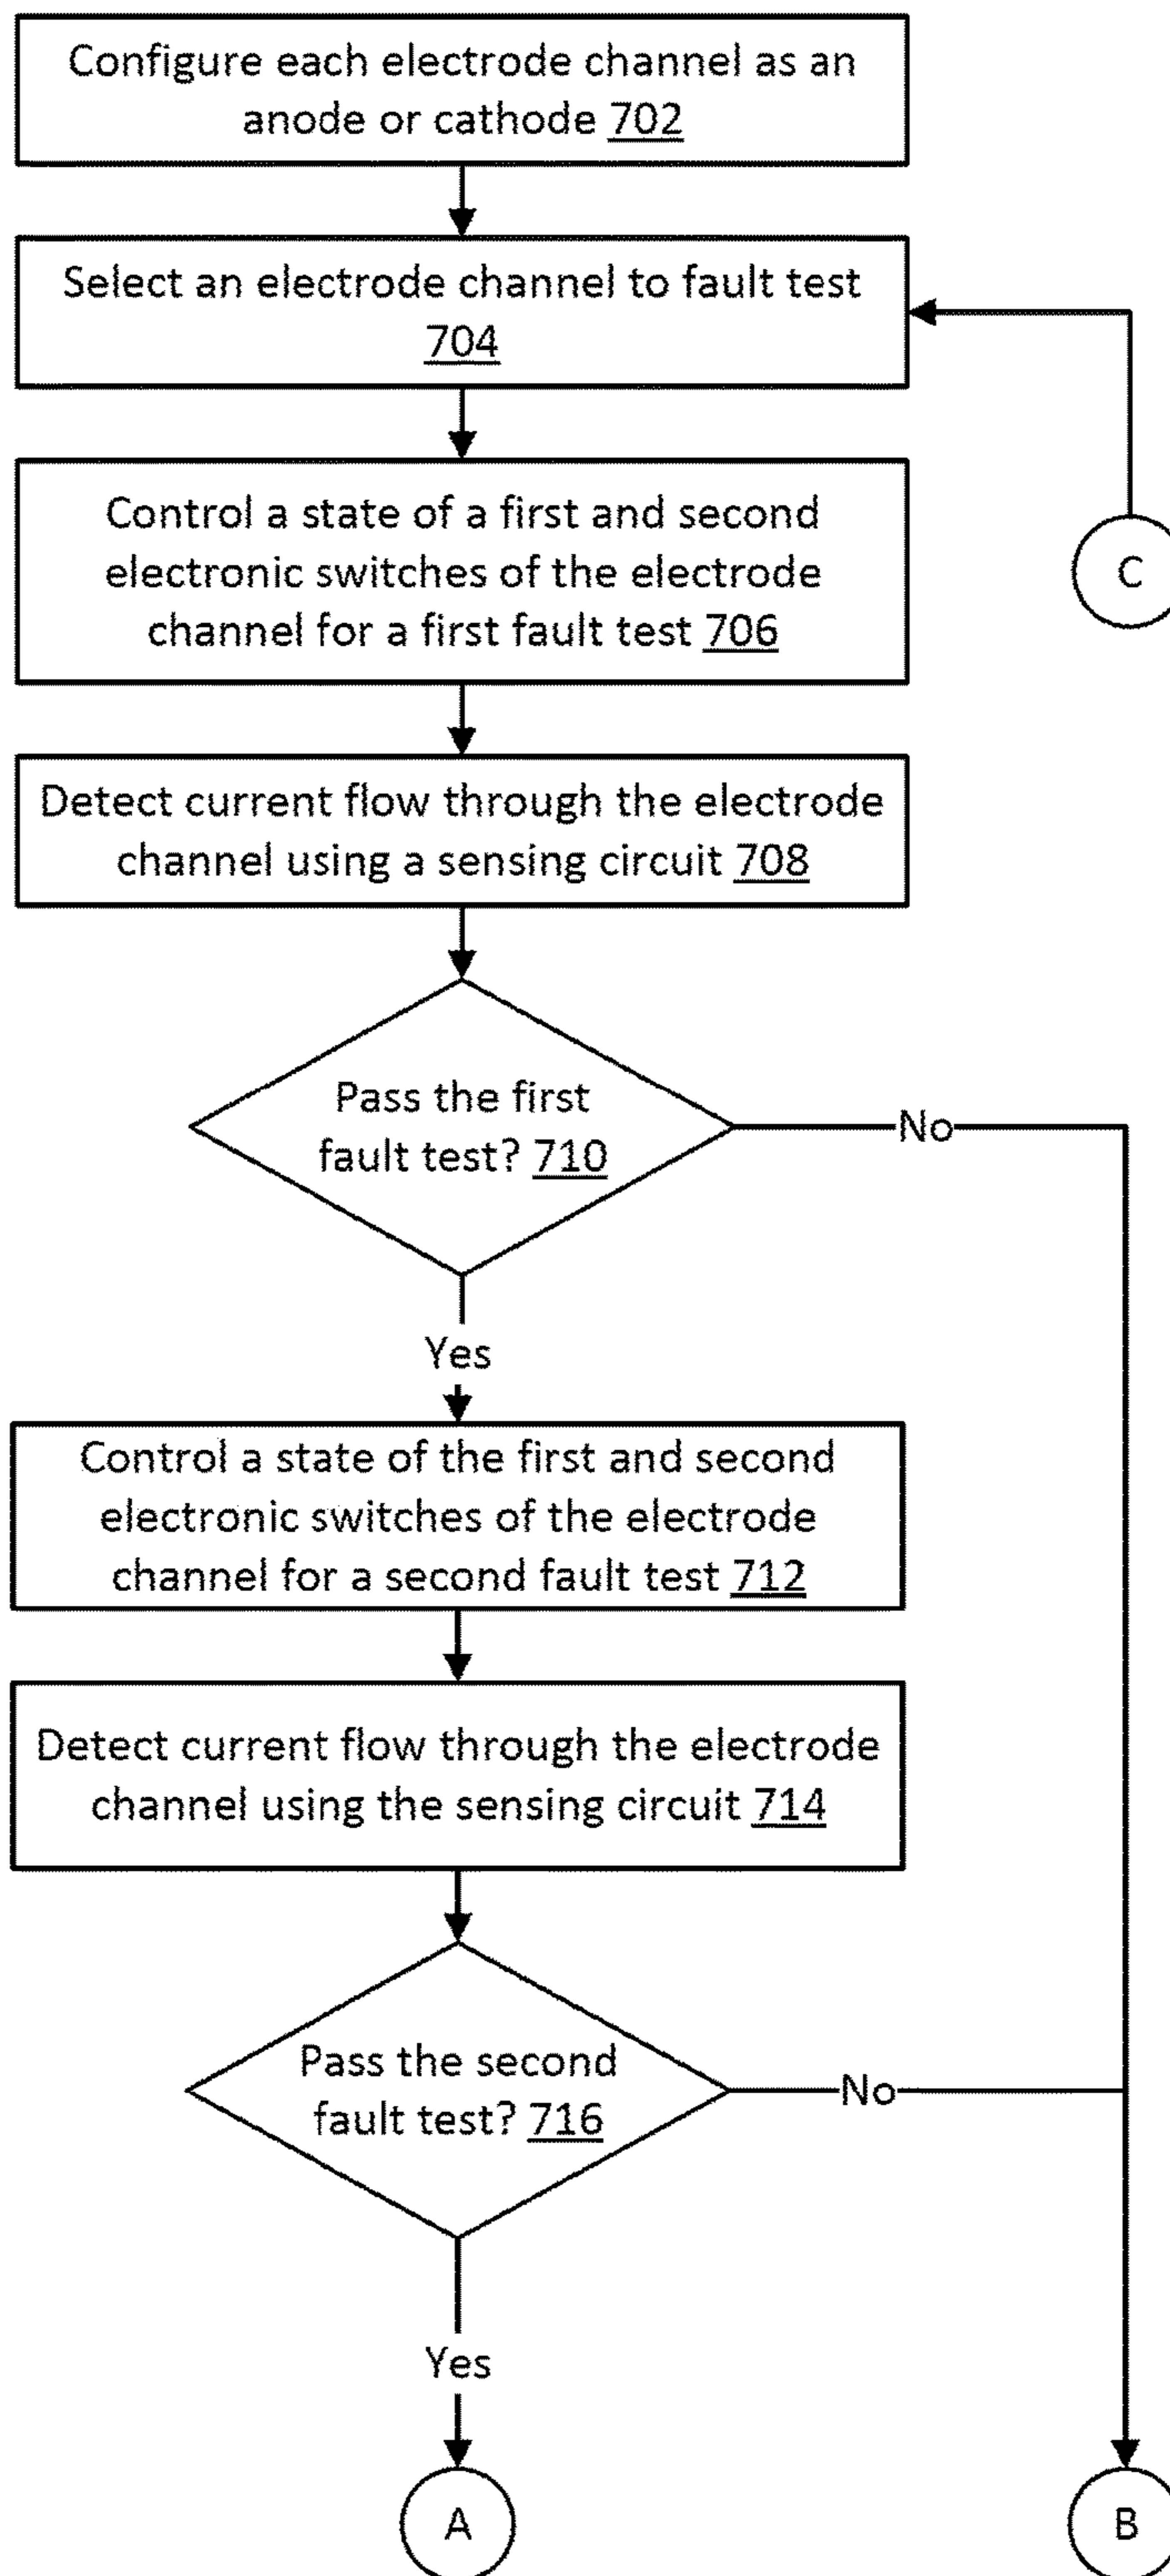 Configure each electrode channel as an
anode or cathode 702
Select an electrode channel to fault test
704
Control a state of a first and second
electronic switches of the electrode
channel for a first fault test 706
C
Detect current flow through the electrode
channel using a sensing circuit 708
Pass the first
fault test? 710
No
Yes
Control a state of the first and second
electronic switches of the electrode
channel for a second fault test 712
Detect current flow through the electrode
channel using the sensing circuit 714
Pass the second
fault test? 716
No
Yes
A
B